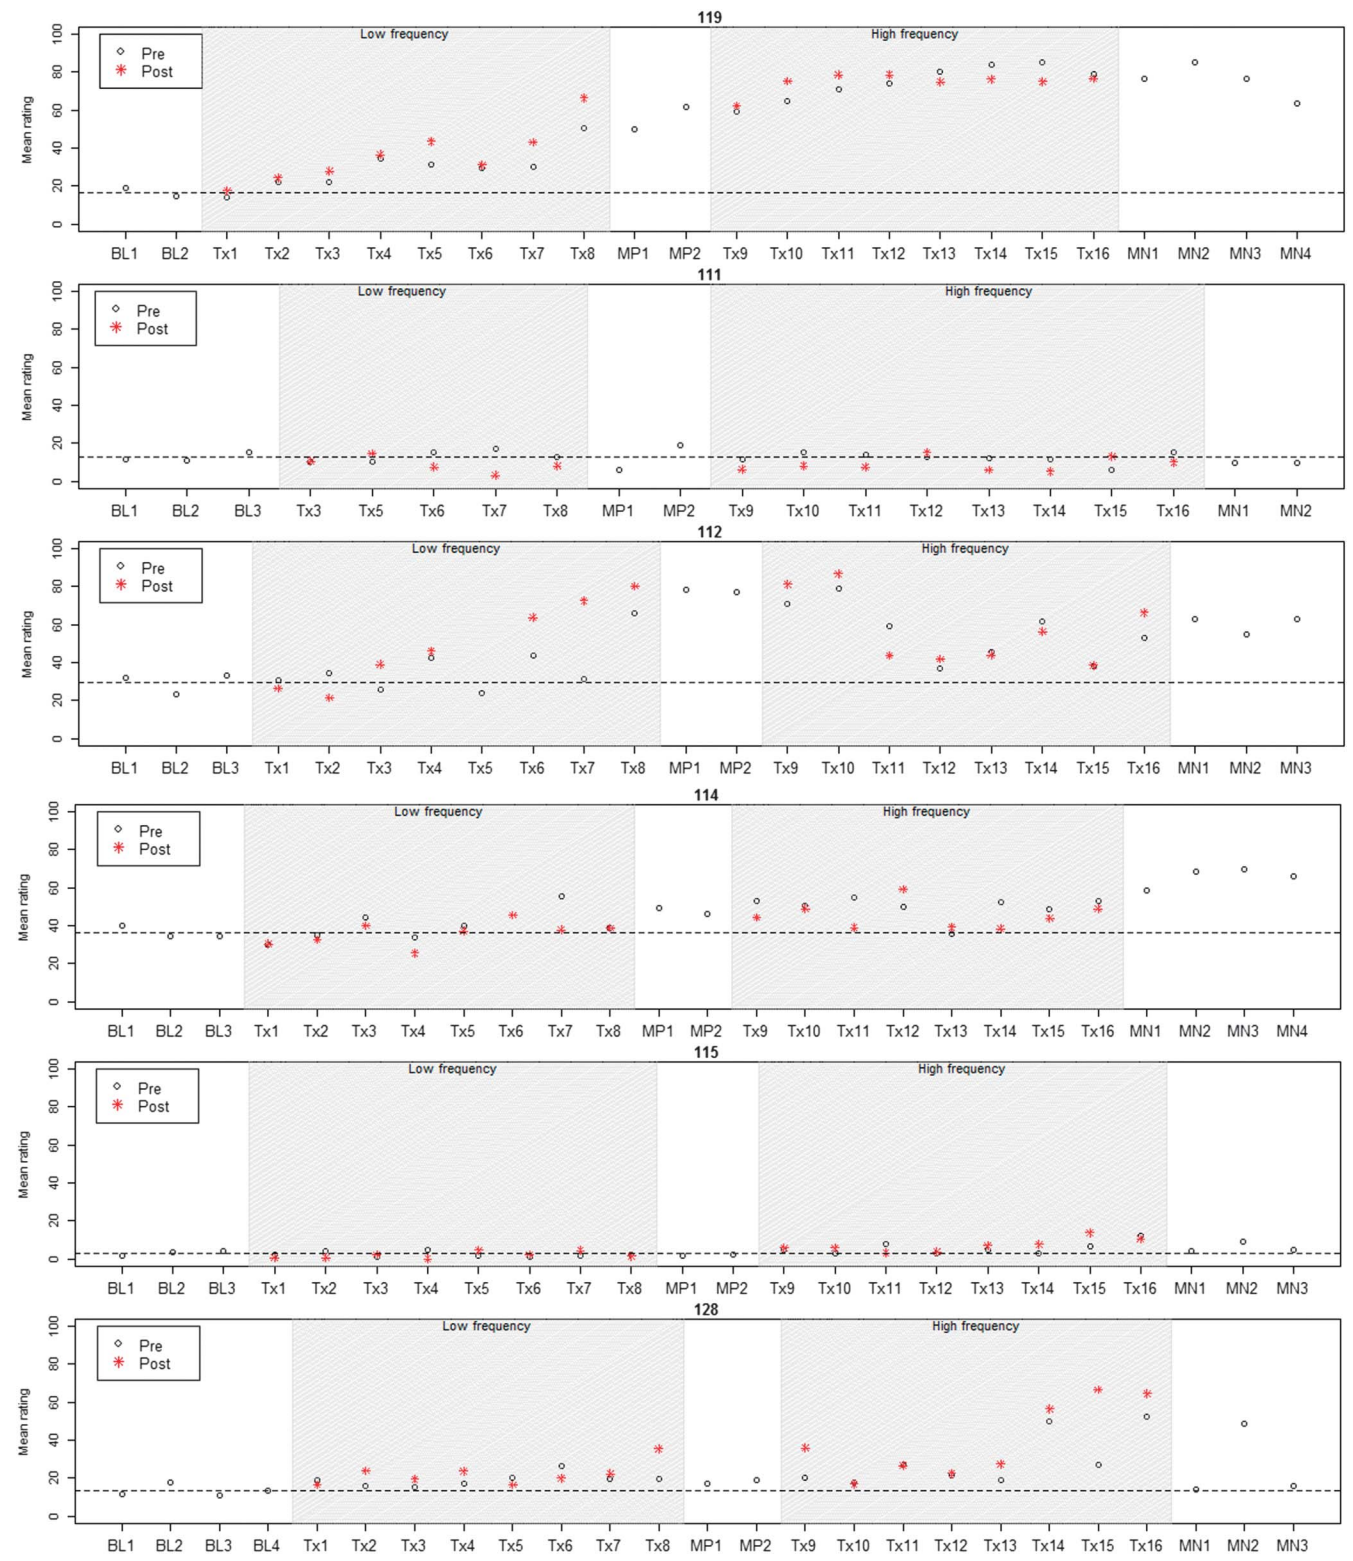 119
Low frequency
High frequency
Pre
Post
Mean rating
100
80
60
40
20
0
BL1 BL2 Tx1 Tx2 Tx3 Tx4 Tx5 Tx6 Tx7 Tx8 MP1 MP2 Tx9 Tx10 Tx11 Tx12 Tx13 Tx14 Tx15 Tx16 MN1 MN2 MN3 MN4
111
Low frequency
High frequency
Pre
Post
Mean rating
100
80
60
40
20
0
BL1 BL2 BL3 Tx3 Tx5 Tx6 Tx7 Tx8 MP1 MP2 Tx9 Tx10 Tx11 Tx12 Tx13 Tx14 Tx15 Tx16 MN1 MN2
112
Low frequency
High frequency
Pre
Post
Mean rating
100
80
60
40
20
0
BL1 BL2 BL3 Tx1 Tx2 Tx3 Tx4 Tx5 Tx6 Tx7 Tx8 MP1 MP2 Tx9 Tx10 Tx11 Tx12 Tx13 Tx14 Tx15 Tx16 MN1 MN2 MN3
114
Low frequency
High frequency
Pre
Post
Mean rating
100
80
60
40
20
0
BL1 BL2 BL3 Tx1 Tx2 Tx3 Tx4 Tx5 Tx6 Tx7 Tx8 MP1 MP2 Tx9 Tx10 Tx11 Tx12 Tx13 Tx14 Tx15 Tx16 MN1 MN2 MN3 MN4
115
Low frequency
High frequency
Pre
Post
Mean rating
100
80
60
40
20
0
BL1 BL2 BL3 Tx1 Tx2 Tx3 Tx4 Tx5 Tx6 Tx7 Tx8 MP1 MP2 Tx9 Tx10 Tx11 Tx12 Tx13 Tx14 Tx15 Tx16 MN1 MN2 MN3
128
Low frequency
High frequency
Pre
Post
Mean rating
100
80
60
40
20
0
BL1 BL2 BL3 BL4 Tx1 Tx2 Tx3 Tx4 Tx5 Tx6 Tx7 Tx8 MP1 MP2 Tx9 Tx10 Tx11 Tx12 Tx13 Tx14 Tx15 Tx16 MN1 MN2 MN3